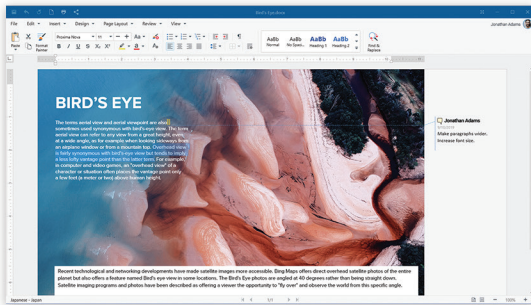 Bird's Eye.docx
File
Insert
Design
Page Layout
Review
View
Jonathan Adams
Paste
Format Painter
Proxima Nova
11
AaBb
Normal
AaBb
No Spaci...
AaBb
Heading 1
AaBb
Heading 2
Find & Replace
BIRD'S EYE
The terms aerial view and aerial viewpoint are also
sometimes used synonymous with bird's-eye view. The term
aerial view can refer to any view from a great height, even
at a wide angle, as for example when looking sideways from
an airplane window or from a mountain top. Overhead view
is fairly synonymous with bird's-eye view but tends to imply
a less lofty vantage point than the latter term. For example,
in computer and video games, an "overhead view" of a
character or situation often places the vantage point only
a few feet (a meter or two) above human height.
Jonathan Adams
Make paragraphs wider.
Increase font size.
Recent technological and networking developments have made satellite images more accessible. Bing Maps offers direct overhead satellite photos of the entire
planet but also offers a feature named Bird's eye view in some locations. The Bird's Eye photos are angled at 40 degrees rather than being straight down.
Satellite imaging programs and photos have been described as offering a viewer the opportunity to "fly over" and observe the world from this specific angle.
Japanese - Japan
1/1
100%